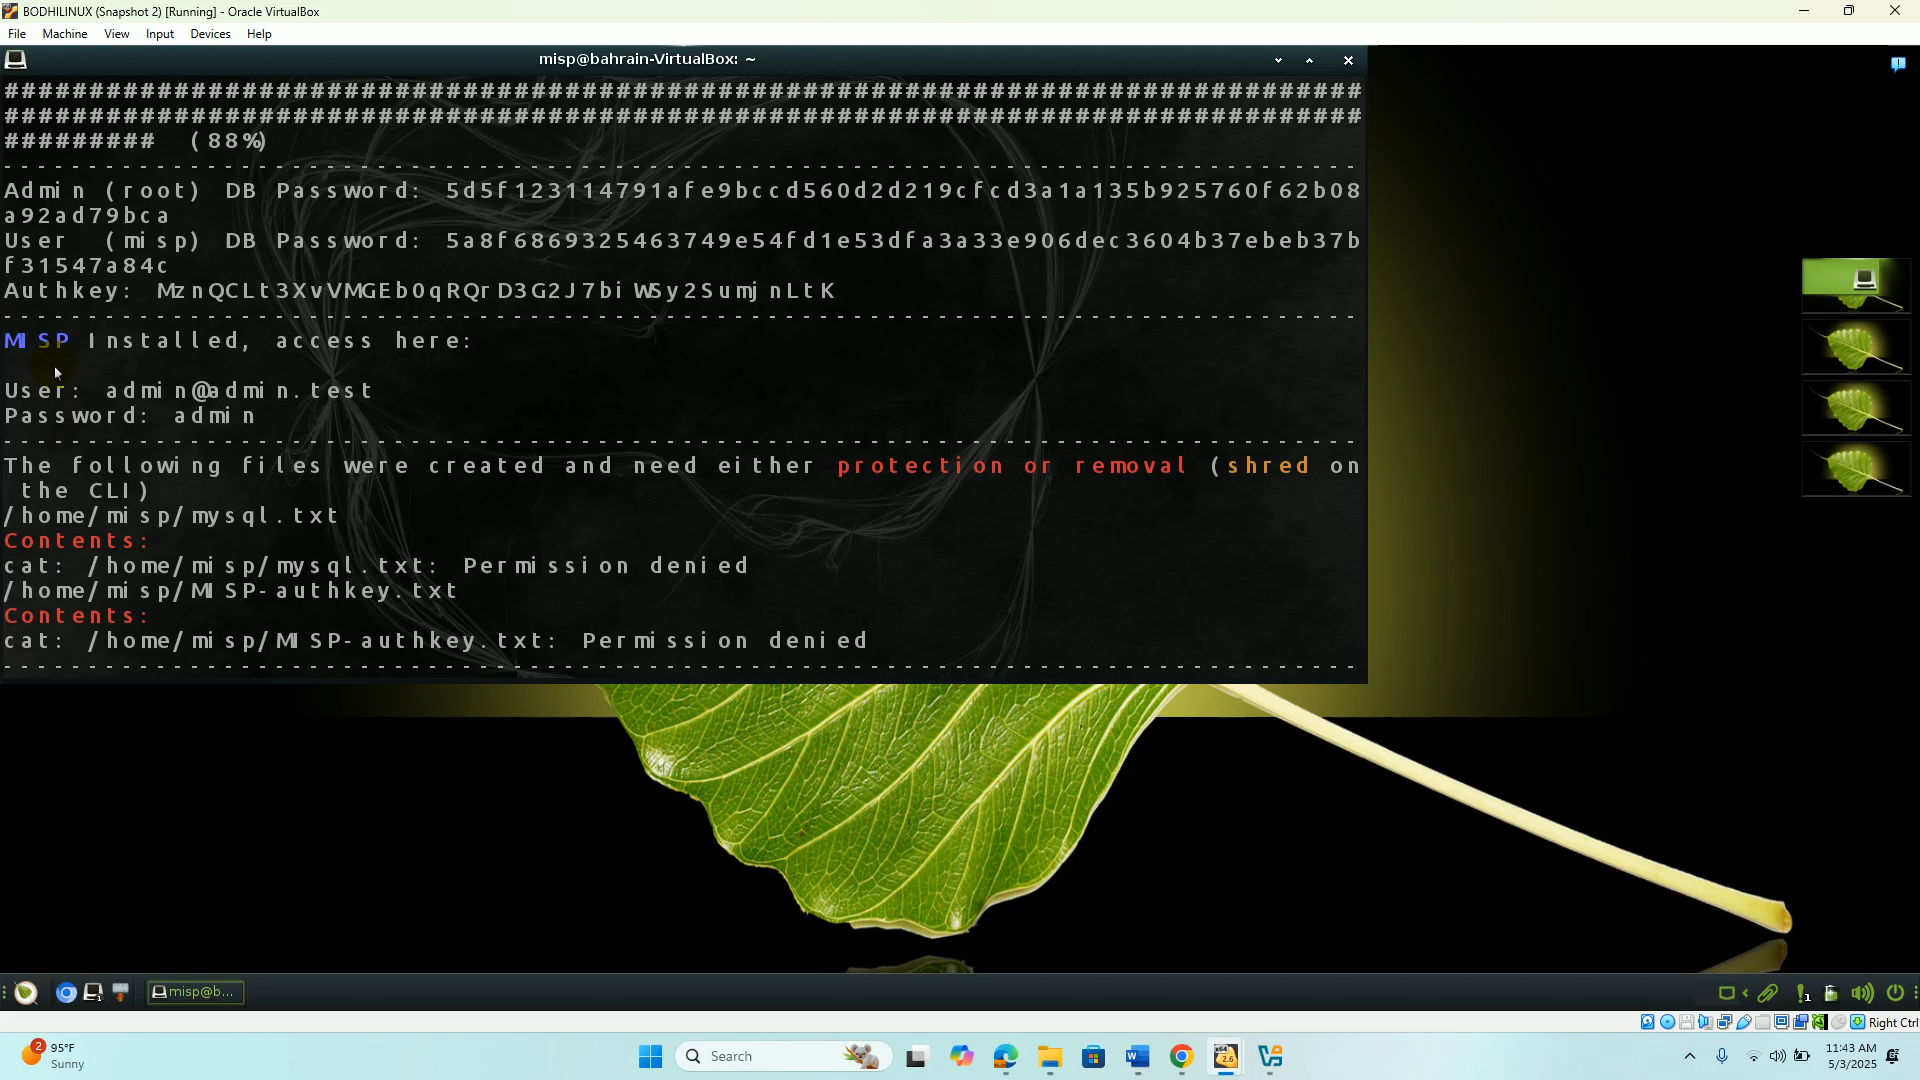 BODHILINUX (Snapshot 2) [Running] - Oracle VirtualBox
File Machine View Input Devices Help
misp@bahrain-VirtualBox: ~
################################################################################
################################################################################
######### (88%)
--------------------------------------------------------------------------------
Admin (root) DB Password: 5d5f123114791afe9bccd560d2d219cfcd3a1a135b925760f62b08
a92ad79bca
User (misp) DB Password: 5a8f6869325463749e54fd1e53dfa3a33e906dec3604b37ebeb37b
f31547a84c
Authkey: MznQCLt3XvVMGEb0qRQrD3G2J7biWSy2SumjnLtK
--------------------------------------------------------------------------------
MISP Installed, access here:
User: admin@admin.test
Password: admin
--------------------------------------------------------------------------------
The following files were created and need either protection or removal (shred on
the CLI)
/home/misp/mysql.txt
Contents:
cat: /home/misp/mysql.txt: Permission denied
/home/misp/MISP-authkey.txt
Contents:
cat: /home/misp/MISP-authkey.txt: Permission denied
--------------------------------------------------------------------------------
misp@b...
1
Right Ctrl
2
95°F
Sunny
Search
11:43 AM
5/3/2025